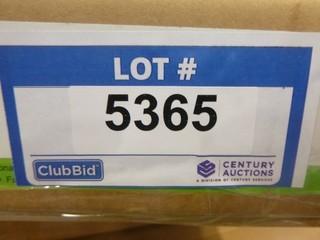 LOT #
5365
ClubBid
CENTURY
AUCTIONS
A DIVISION OF CENTURY SERVICES